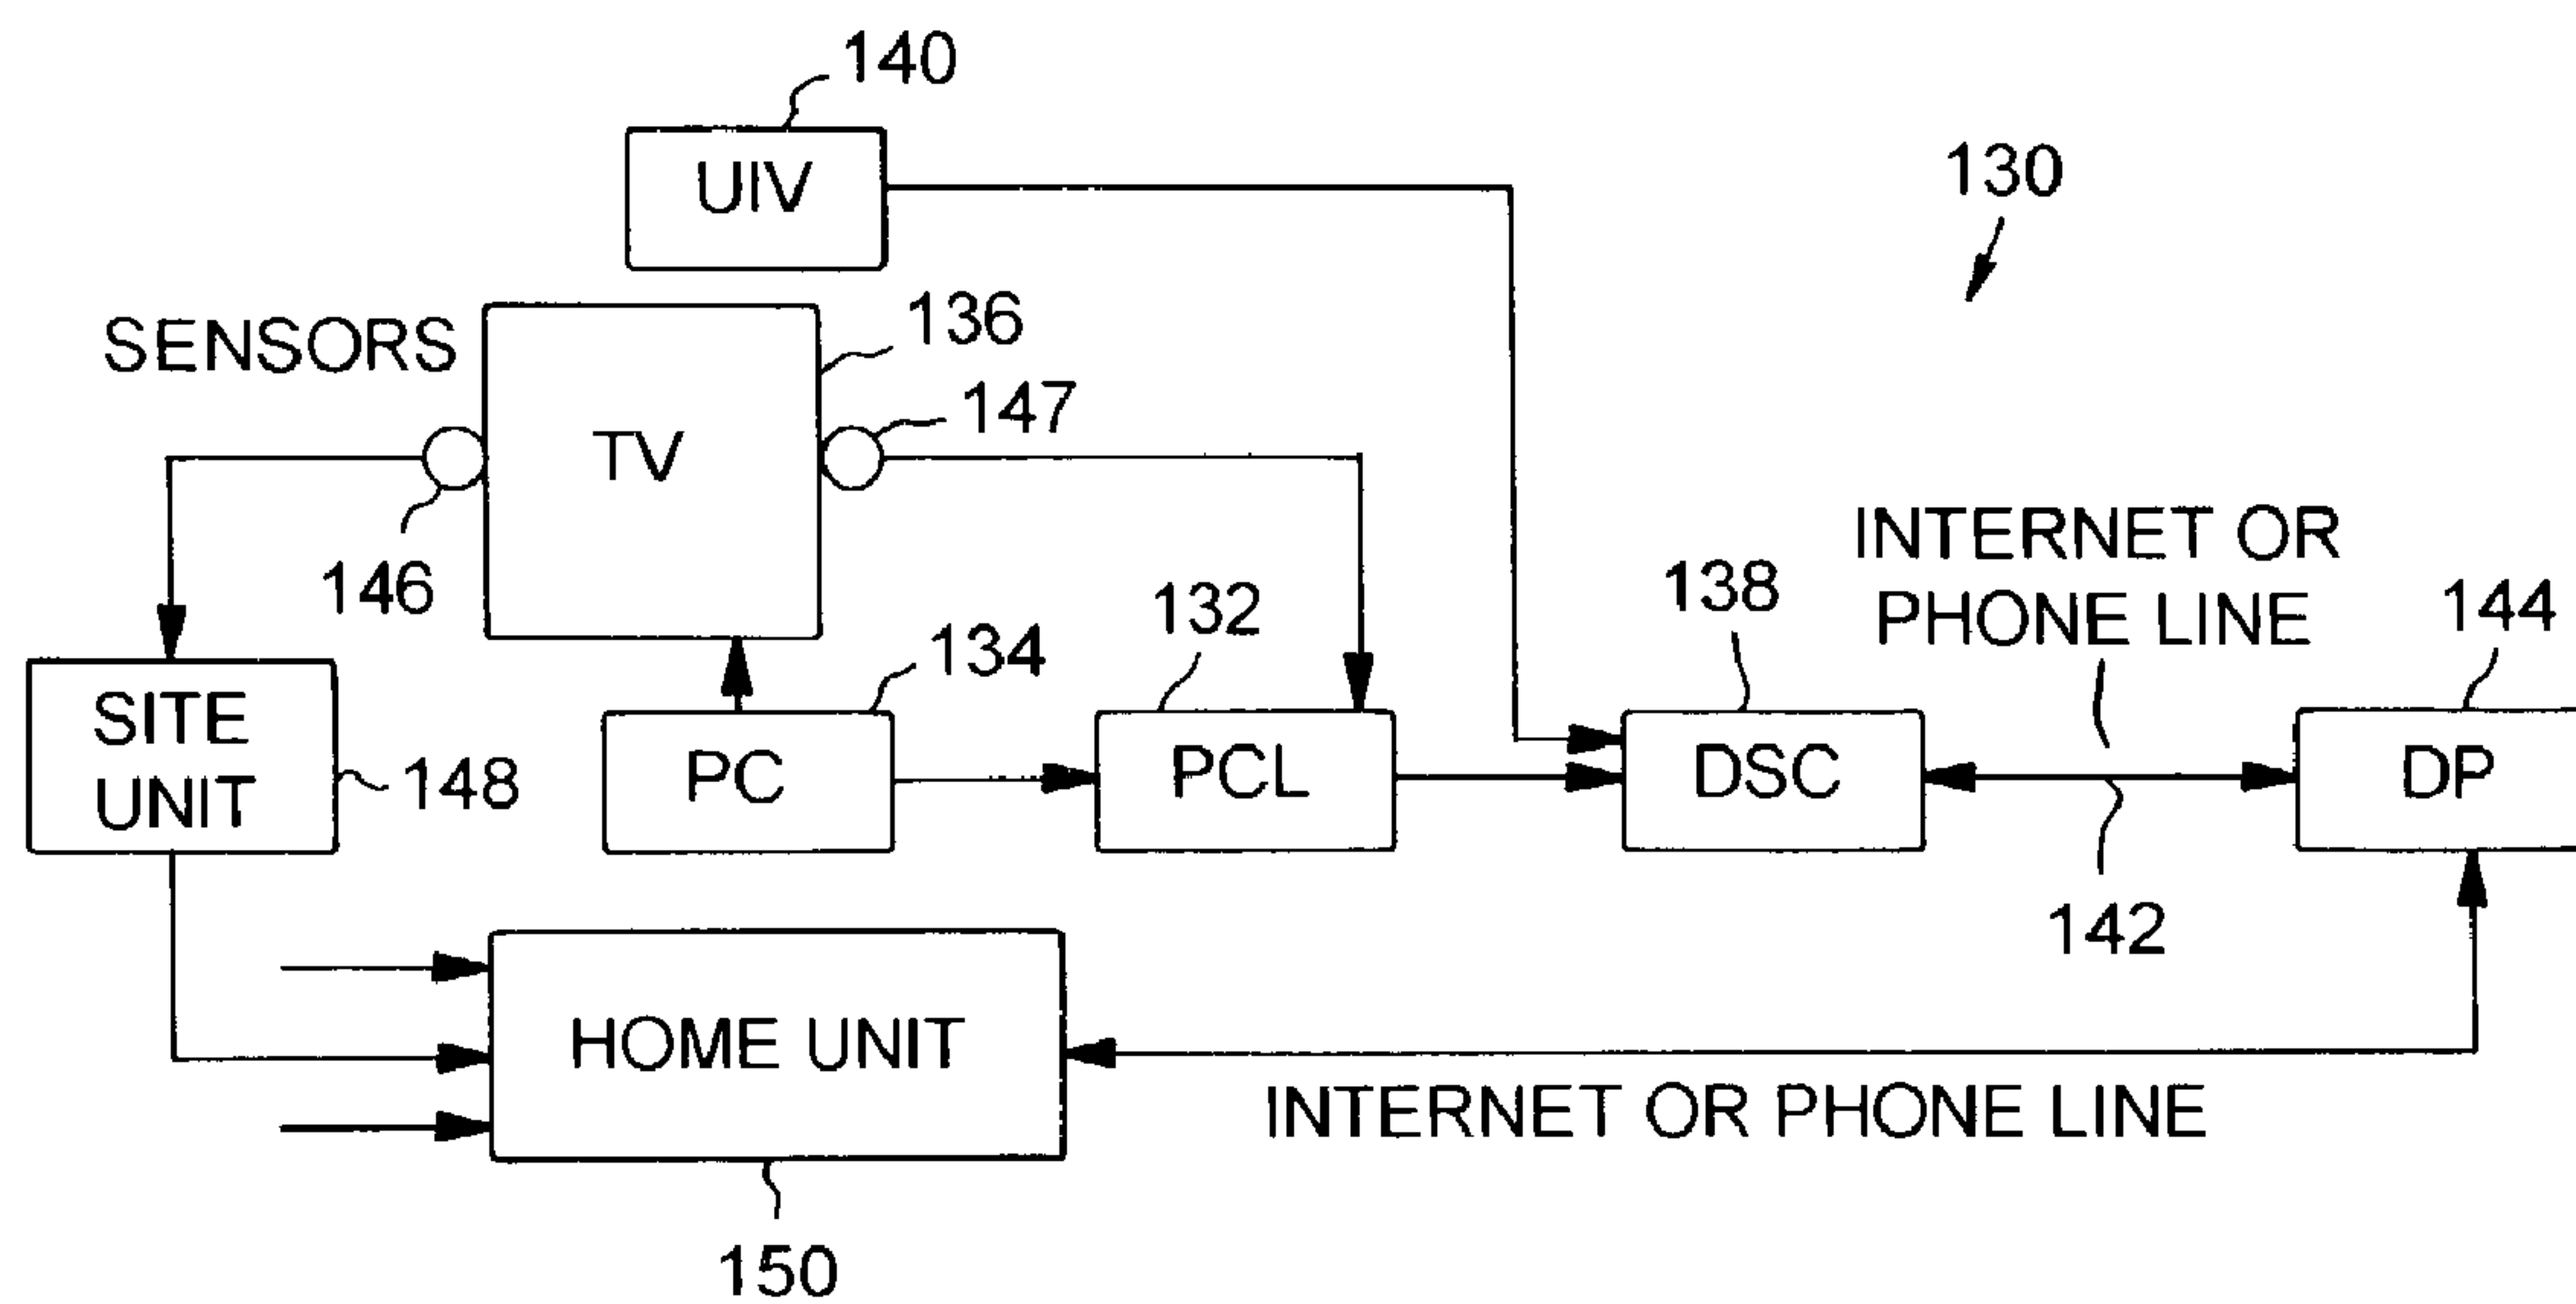 140
UIV
130
SENSORS
136
147
TV
146
INTERNET OR
PHONE LINE
138
144
132
134
SITE
UNIT
148
PC
PCL
DSC
DP
142
HOME UNIT
INTERNET OR PHONE LINE
150